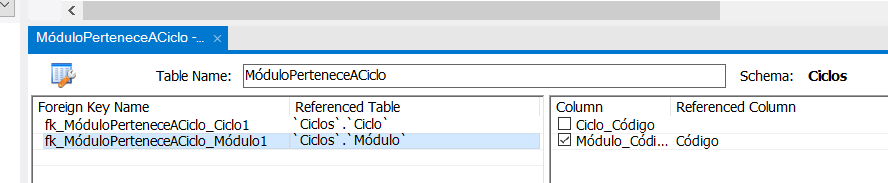 MóduloPerteneceACiclo -...
Table Name: MóduloPerteneceACiclo Schema: Ciclos
Foreign Key Name Referenced Table Column Referenced Column
fk_MóduloPerteneceACiclo_Ciclo1 `Ciclos`.`Ciclo` Ciclo_Código
fk_MóduloPerteneceACiclo_Módulo1 `Ciclos`.`Módulo` Módulo_Códi... Código